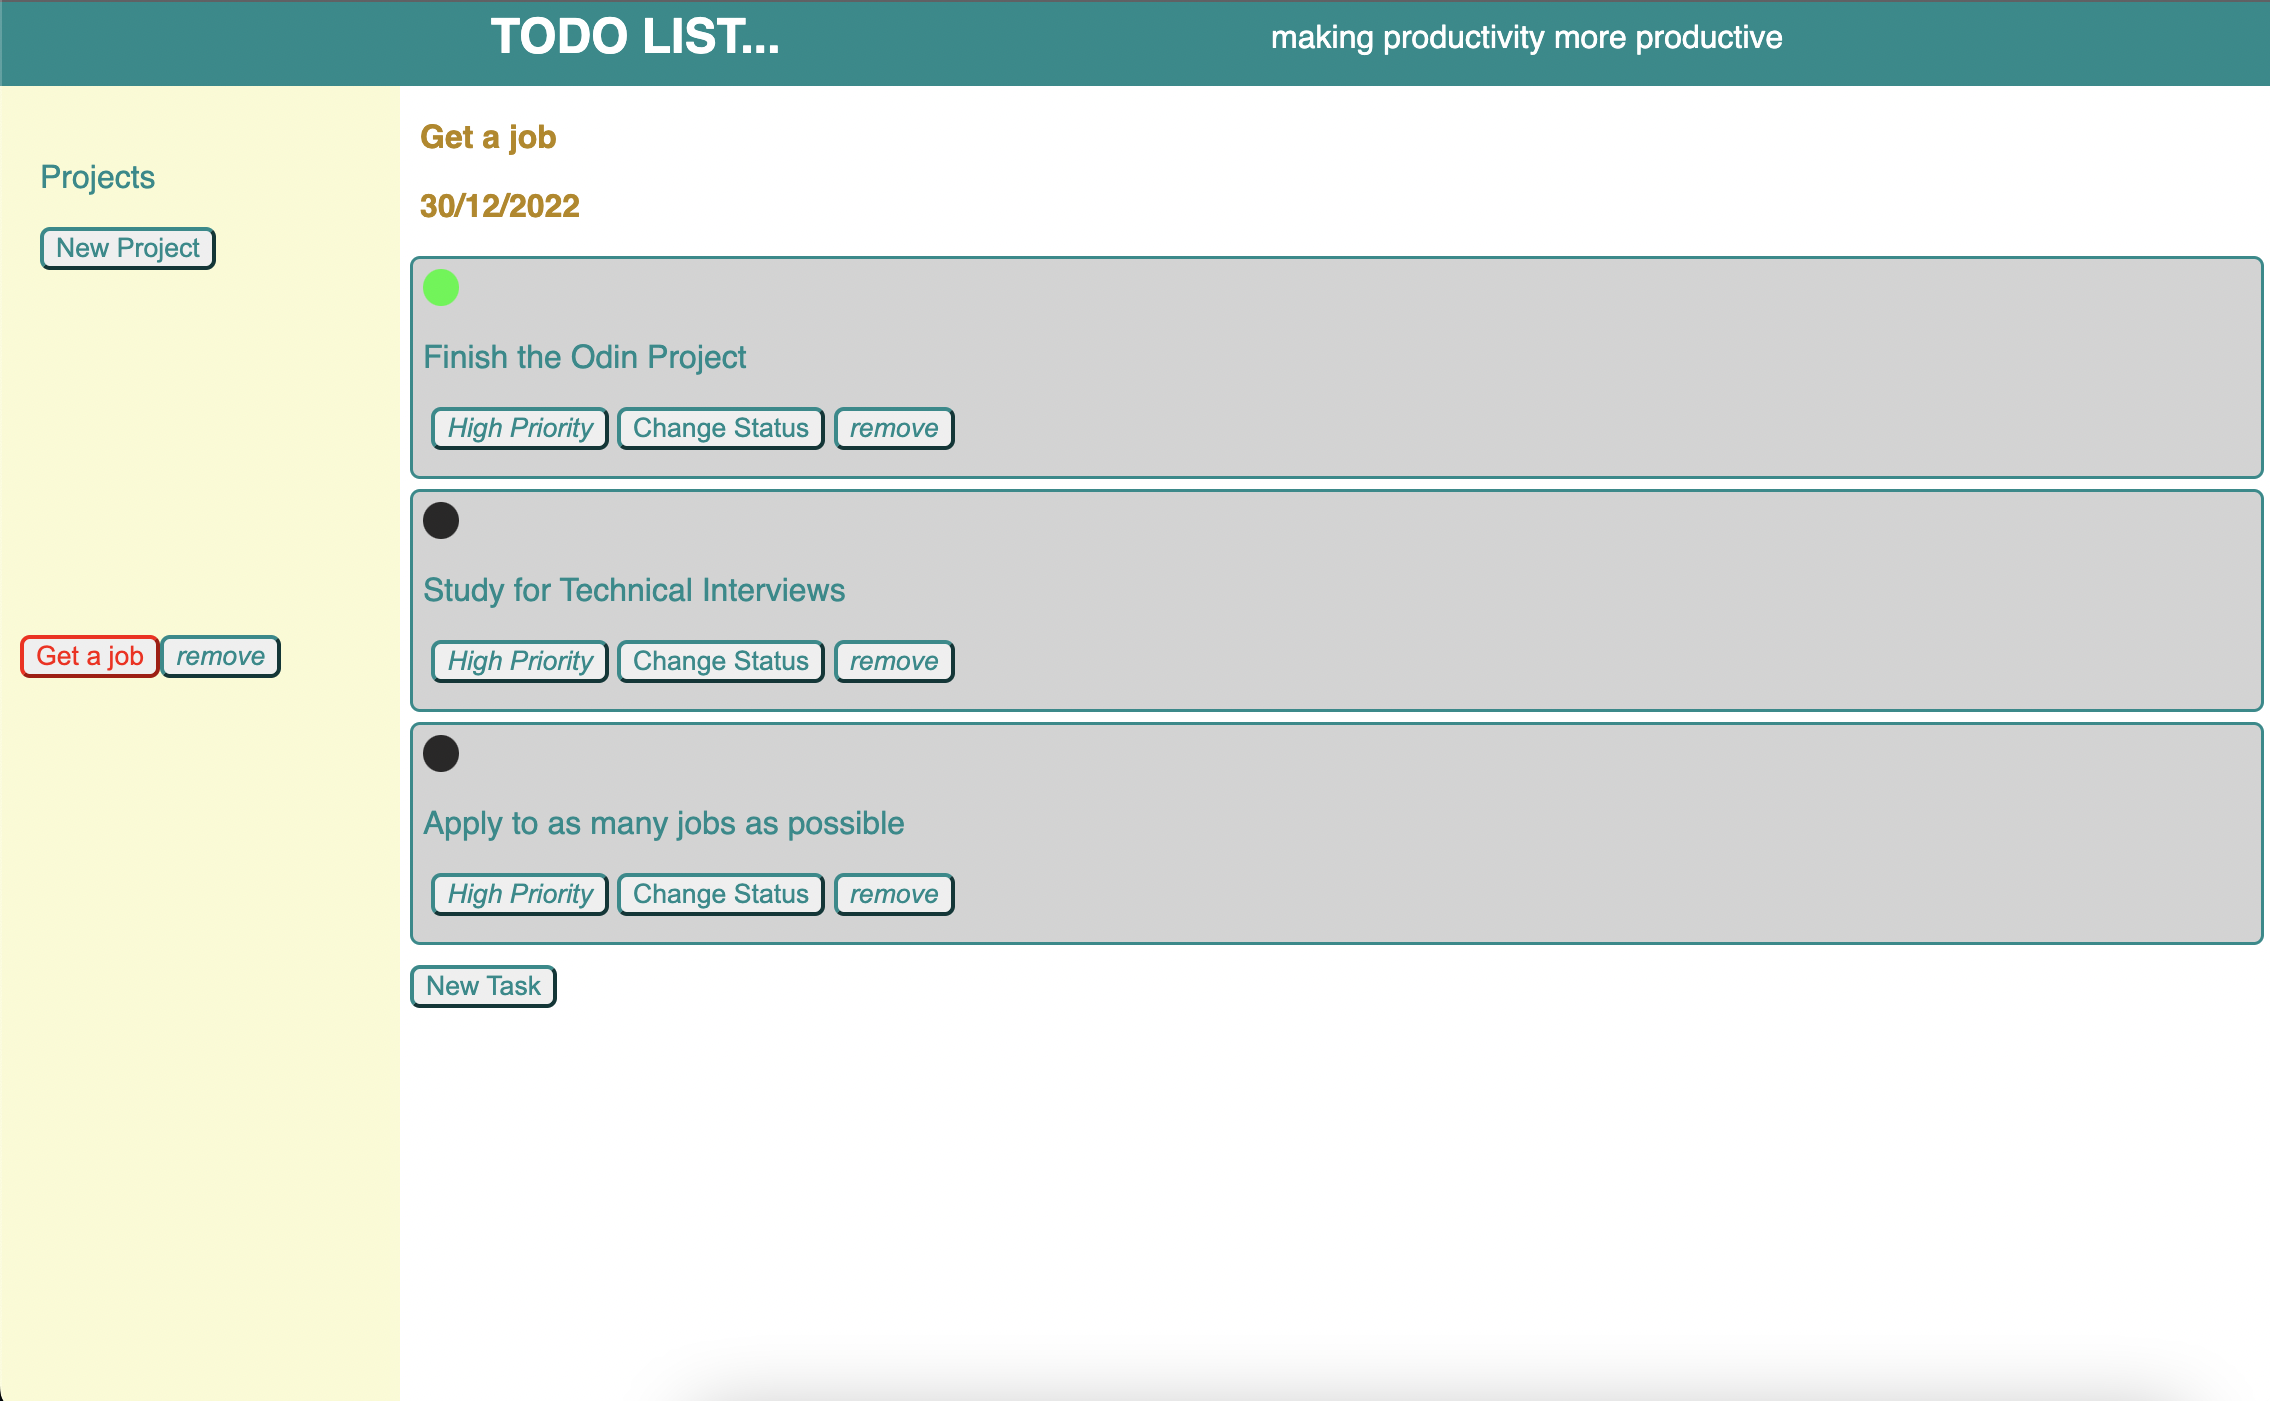 TODO LIST...
making productivity more productive
Projects
New Project
Get a job
remove
Get a job
30/12/2022
Finish the Odin Project
High Priority
Change Status
remove
Study for Technical Interviews
High Priority
Change Status
remove
Apply to as many jobs as possible
High Priority
Change Status
remove
New Task